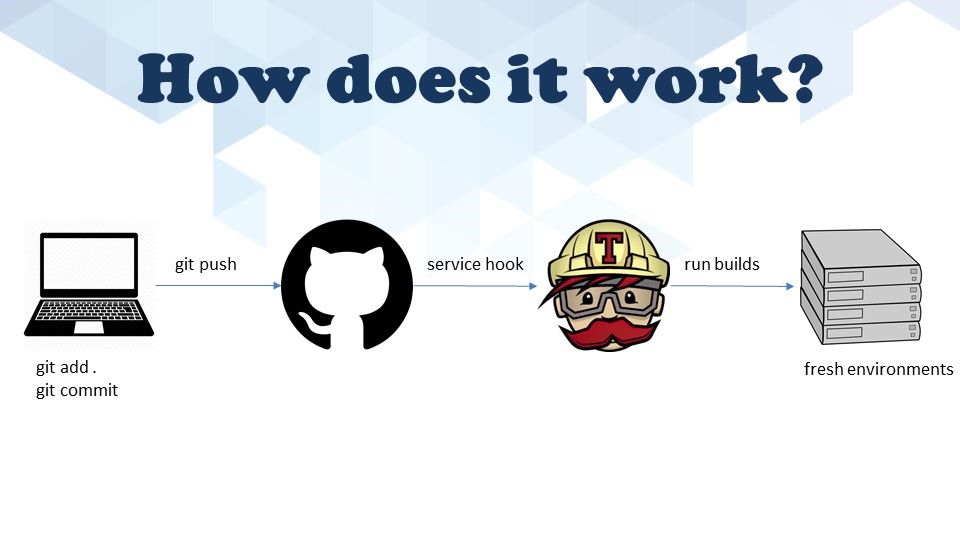 How does it work?
git push
service hook
T
run builds
git add .
git commit
fresh environments